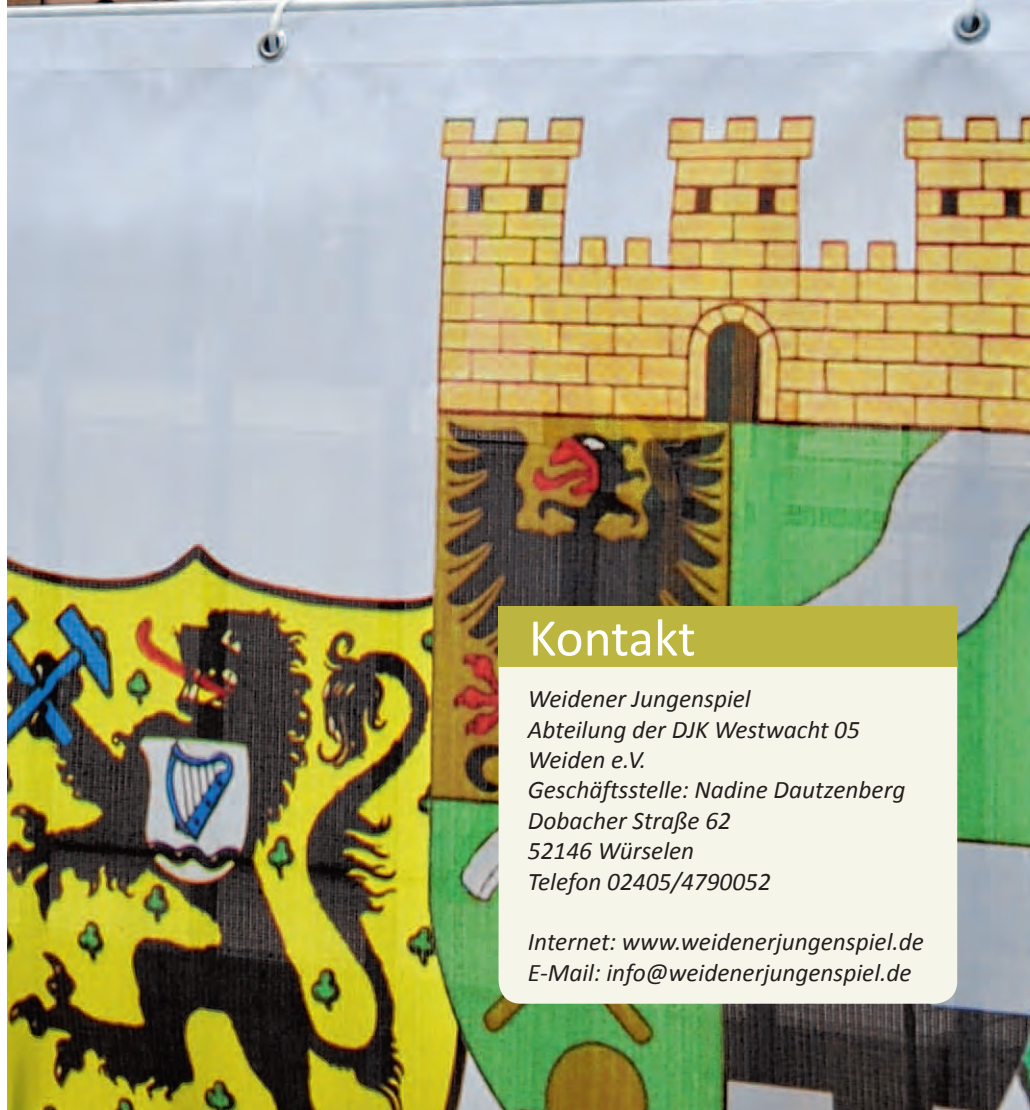 Kontakt
Weidener Jungenspiel
Abteilung der DJK Westwacht 05
Weiden e.V.
Geschäftsstelle: Nadine Dautzenberg
Dobacher Straße 62
52146 Würselen
Telefon 02405/4790052
Internet: www.weidenerjungenspiel.de
E-Mail: info@weidenerjungenspiel.de